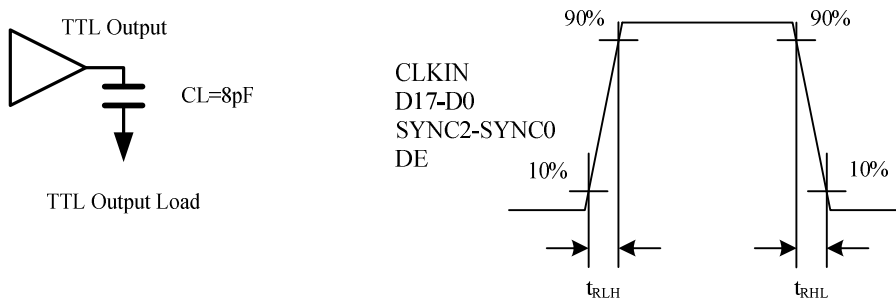 TTL Output
CL=8pF
TTL Output Load
90%
90%
CLKIN
D17-D0
SYNC2-SYNC0
DE
10%
10%
tRLH
tRHL